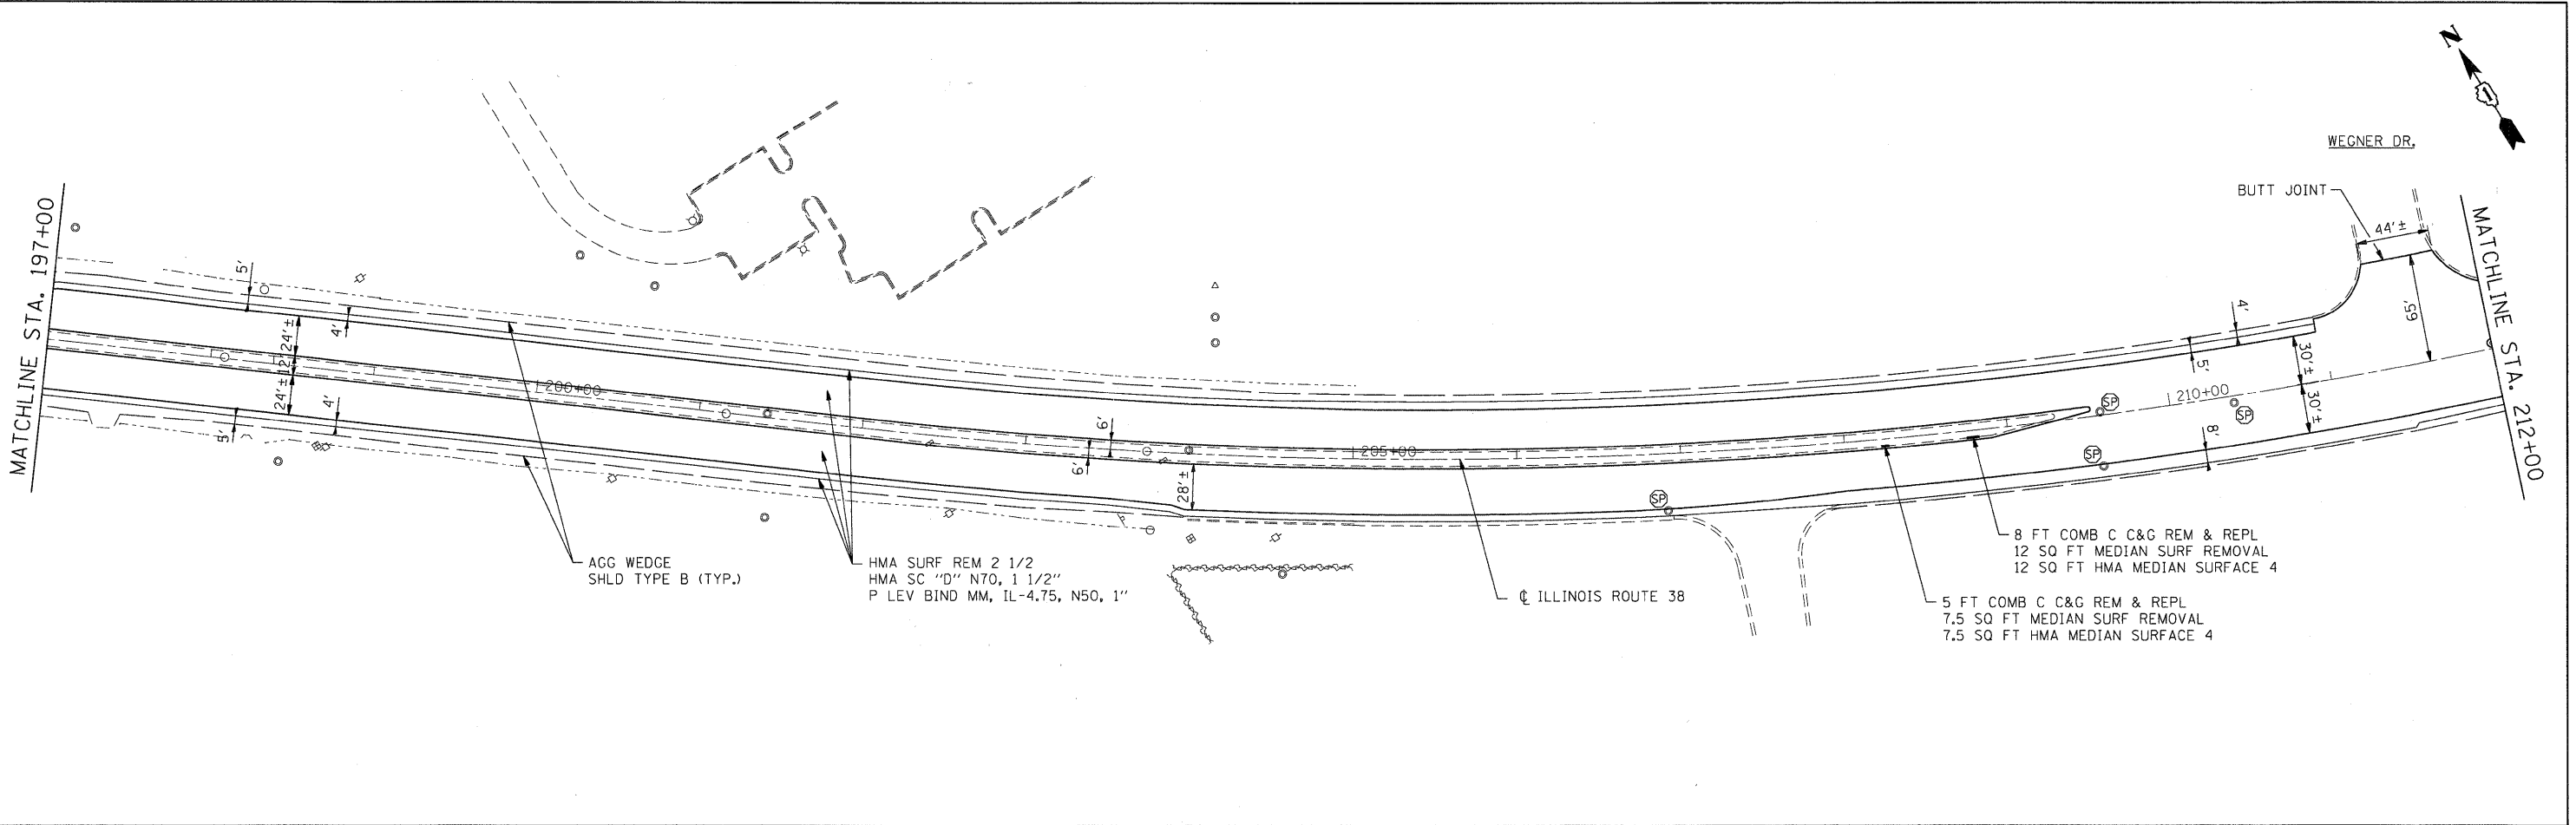 N
WEGNER DR.
BUTT JOINT
44'±
65'
MATCHLINE STA. 197+00
MATCHLINE STA. 212+00
5'
4'
24'±
12'
24'±
4'
5'
200+00
6'
6'
28'±
205+00
210+00
4'
5'
30'±
30'±
8'
SP
SP
SP
SP
AGG WEDGE
SHLD TYPE B (TYP.)
HMA SURF REM 2 1/2
HMA SC "D" N70, 1 1/2"
P LEV BIND MM, IL-4.75, N50, 1"
℄ ILLINOIS ROUTE 38
8 FT COMB C C&G REM & REPL
12 SQ FT MEDIAN SURF REMOVAL
12 SQ FT HMA MEDIAN SURFACE 4
5 FT COMB C C&G REM & REPL
7.5 SQ FT MEDIAN SURF REMOVAL
7.5 SQ FT HMA MEDIAN SURFACE 4